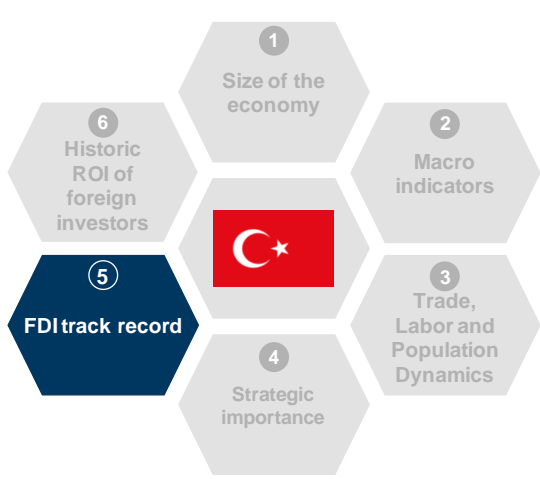 1
Size of the
economy
2
Macro
indicators
3
Trade,
Labor and
Population
Dynamics
4
Strategic
importance
5
FDI track record
6
Historic
ROI of
foreign
investors